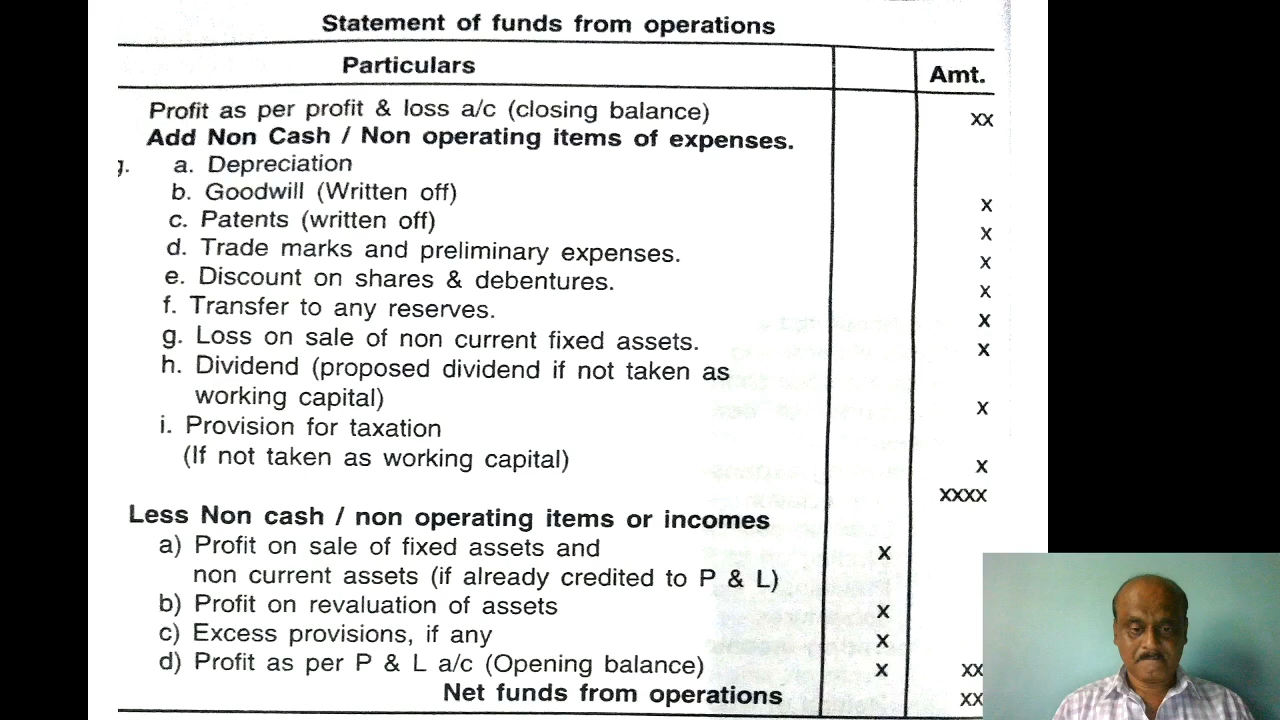 Statement of funds from operations
Particulars Amt.
Profit as per profit & loss a/c (closing balance) xx
Add Non Cash / Non operating items of expenses.
g. a. Depreciation
b. Goodwill (Written off) x
c. Patents (written off) x
d. Trade marks and preliminary expenses. x
e. Discount on shares & debentures. x
f. Transfer to any reserves. x
g. Loss on sale of non current fixed assets. x
h. Dividend (proposed dividend if not taken as
working capital) x
i. Provision for taxation
(If not taken as working capital) x
xxxx
Less Non cash / non operating items or incomes
a) Profit on sale of fixed assets and x
non current assets (if already credited to P & L)
b) Profit on revaluation of assets x
c) Excess provisions, if any x
d) Profit as per P & L a/c (Opening balance) x xx
Net funds from operations xx